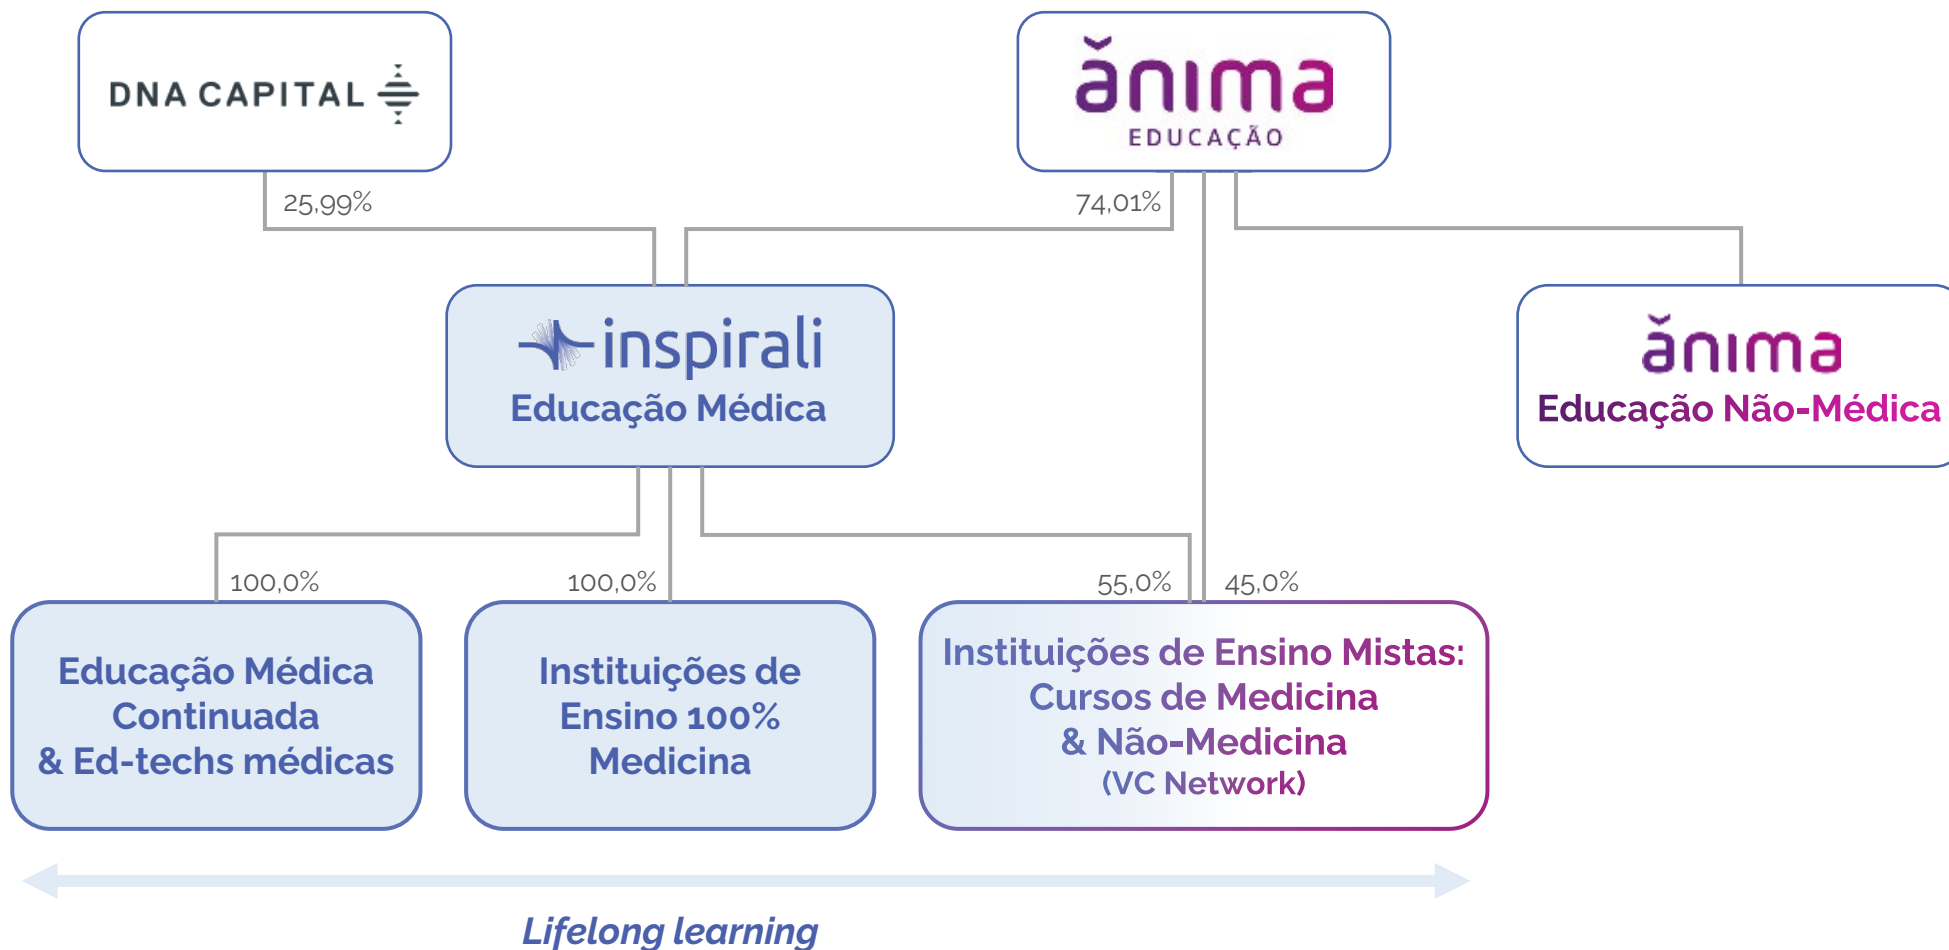 DNA CAPITAL
ănıma
EDUCAÇÃO
25,99%
74,01%
inspirali
Educação Médica
ănıma
Educação Não-Médica
100,0%
100,0%
55,0%
45,0%
Educação Médica
Continuada
& Ed-techs médicas
Instituições de
Ensino 100%
Medicina
Instituições de Ensino Mistas:
Cursos de Medicina
& Não-Medicina
(VC Network)
Lifelong learning